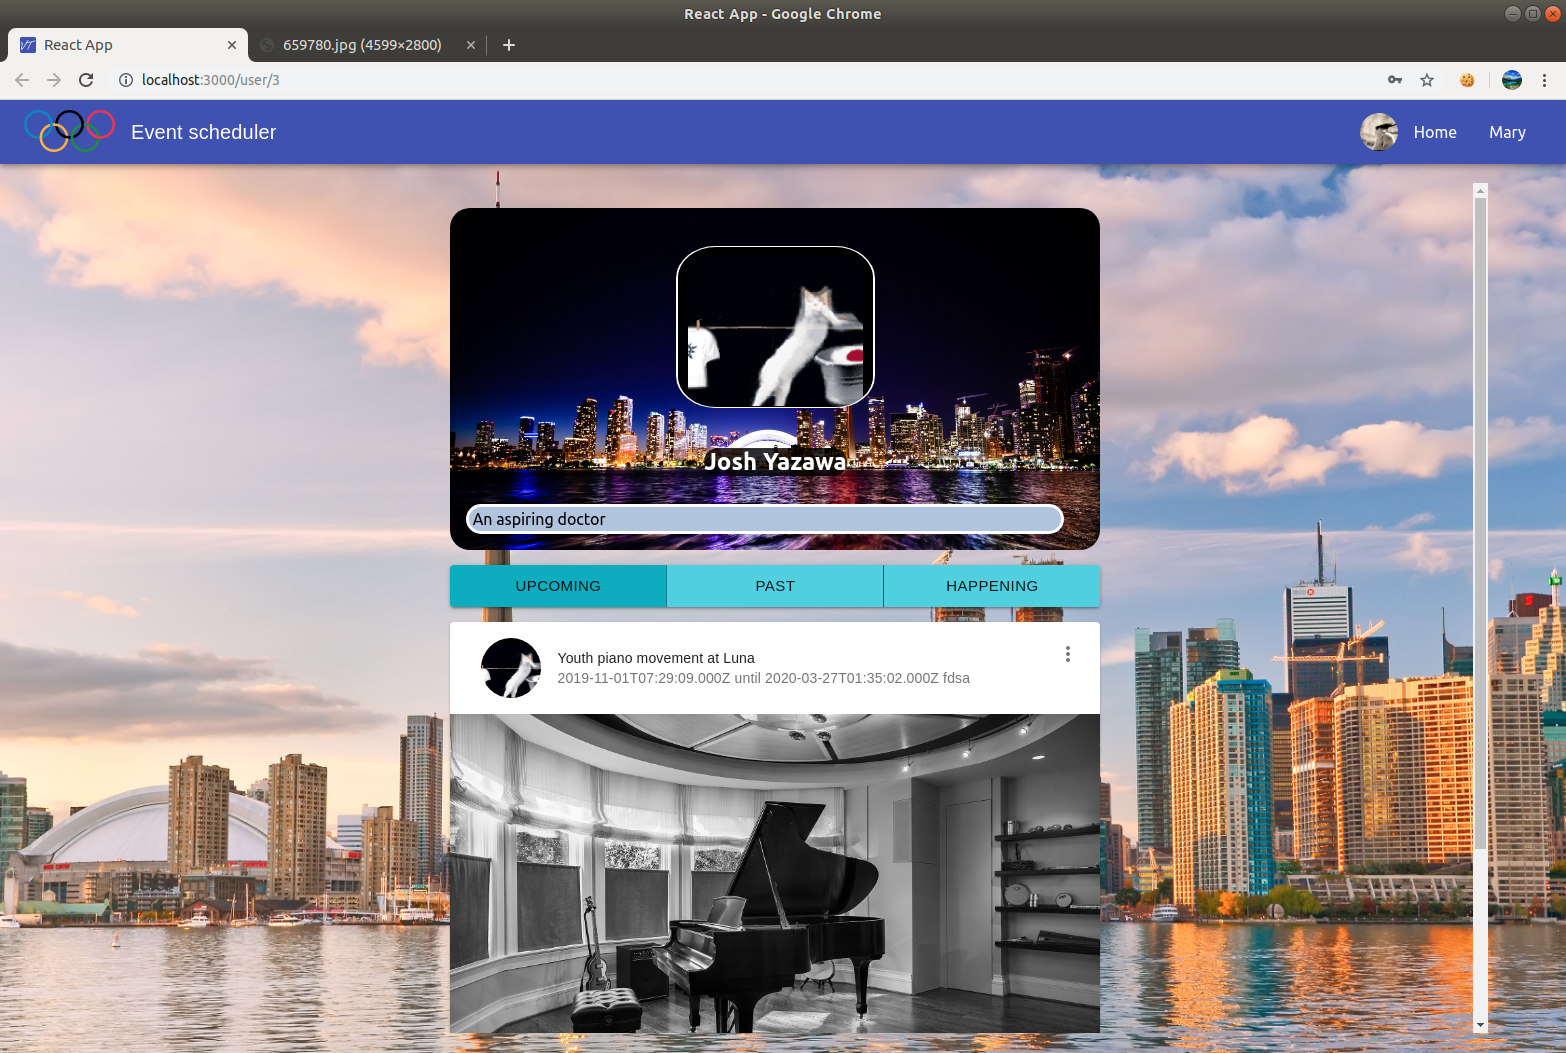 React App - Google Chrome
React App
659780.jpg (4599×2800)
localhost:3000/user/3
Event scheduler
Home
Mary
Josh Yazawa
An aspiring doctor
UPCOMING
PAST
HAPPENING
Youth piano movement at Luna
2019-11-01T07:29:09.000Z until 2020-03-27T01:35:02.000Z fdsa